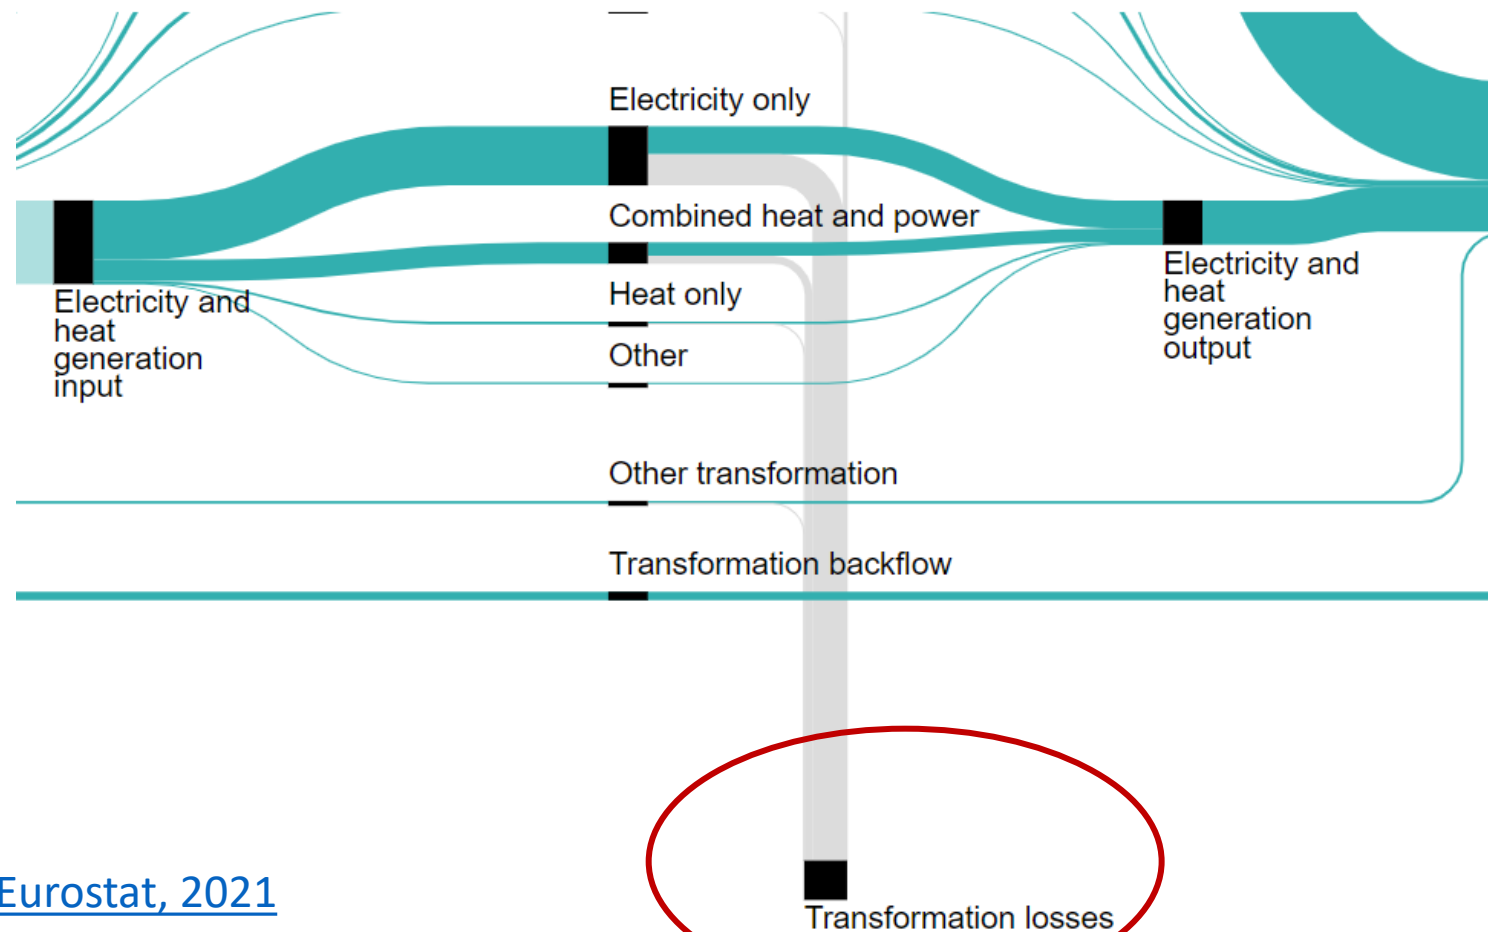 Electricity only
Combined heat and power
Heat only
Electricity and
heat
generation
output
Electricity and
heat
generation
input
Other
Other transformation
Transformation backflow
Eurostat, 2021
Transformation losses